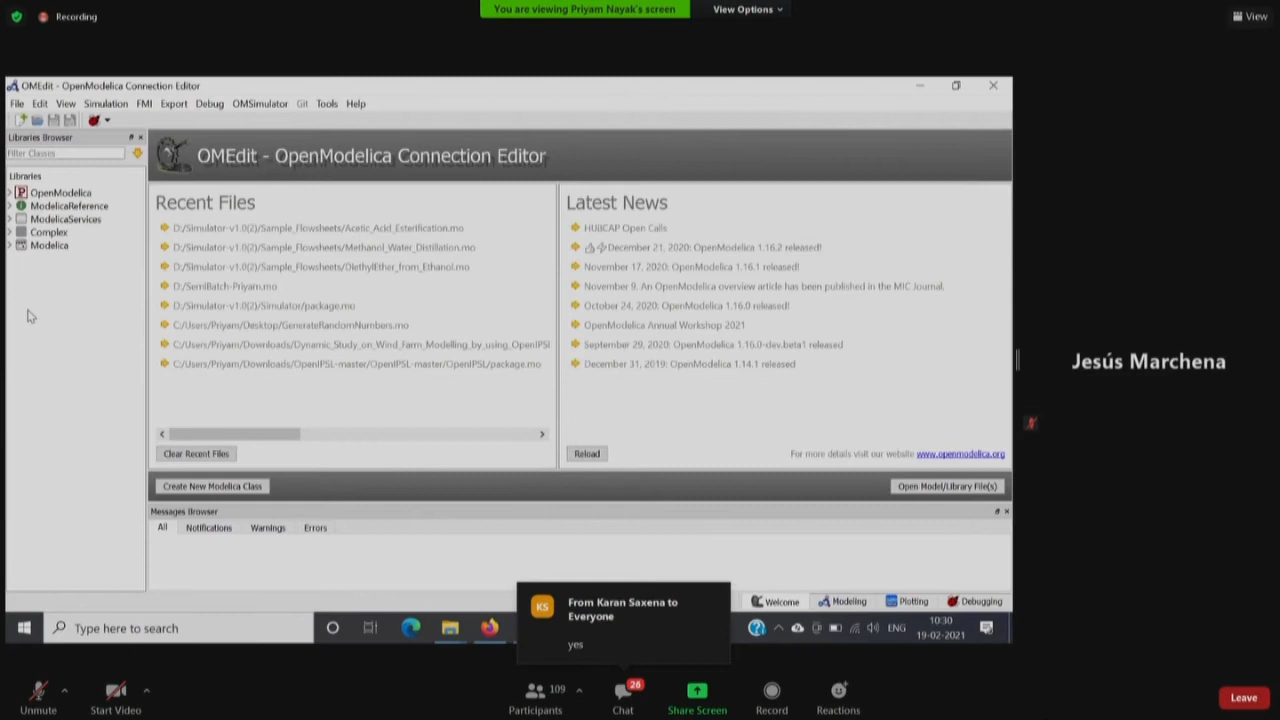 Recording
You are viewing Priyam Nayak's screen
View Options
View
OMEdit - OpenModelica Connection Editor
File Edit View Simulation FMI Export Debug OMSimulator Git Tools Help
Libraries Browser
Filter Classes
Libraries
OpenModelica
ModelicaReference
ModelicaServices
Complex
Modelica
OMEdit - OpenModelica Connection Editor
Recent Files
D:/Simulator-v1.0(2)/Sample_Flowsheets/Acetic_Acid_Esterification.mo
D:/Simulator-v1.0(2)/Sample_Flowsheets/Methanol_Water_Distillation.mo
D:/Simulator-v1.0(2)/Sample_Flowsheets/DiethylEther_from_Ethanol.mo
D:/SemiBatch-Priyam.mo
D:/Simulator-v1.0(2)/Simulator/package.mo
C:/Users/Priyam/Desktop/GenerateRandomNumbers.mo
C:/Users/Priyam/Downloads/Dynamic_Study_on_Wind_Farm_Modelling_by_using_OpenIPSL
C:/Users/Priyam/Downloads/OpenIPSL-master/OpenIPSL-master/OpenIPSL/package.mo
Clear Recent Files
Latest News
HUBCAP Open Calls
December 21, 2020: OpenModelica 1.16.2 released!
November 17, 2020: OpenModelica 1.16.1 released!
November 9. An OpenModelica overview article has been published in the MIC Journal.
October 24, 2020: OpenModelica 1.16.0 released!
OpenModelica Annual Workshop 2021
September 29, 2020: OpenModelica 1.16.0-dev.beta1 released
December 31, 2019: OpenModelica 1.14.1 released
Reload
For more details visit our website www.openmodelica.org
Create New Modelica Class
Open Model/Library File(s)
Messages Browser
All Notifications Warnings Errors
Welcome Modeling Plotting Debugging
Type here to search
ENG
10:30
19-02-2021
Jesús Marchena
KS
From Karan Saxena to
Everyone
yes
Unmute
Start Video
109
Participants
26
Chat
Share Screen
Record
Reactions
Leave